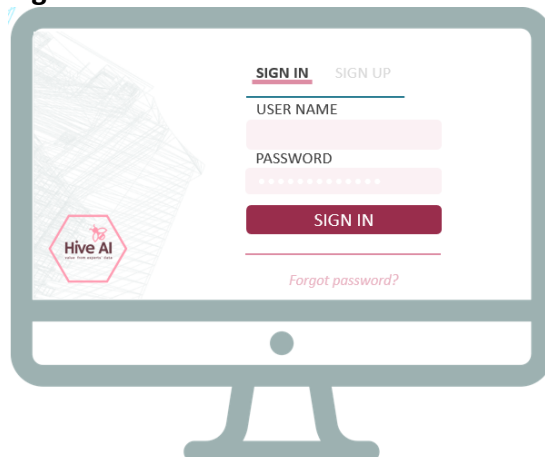 SIGN IN SIGN UP
USER NAME
PASSWORD
SIGN IN
Forgot password?
Hive AI